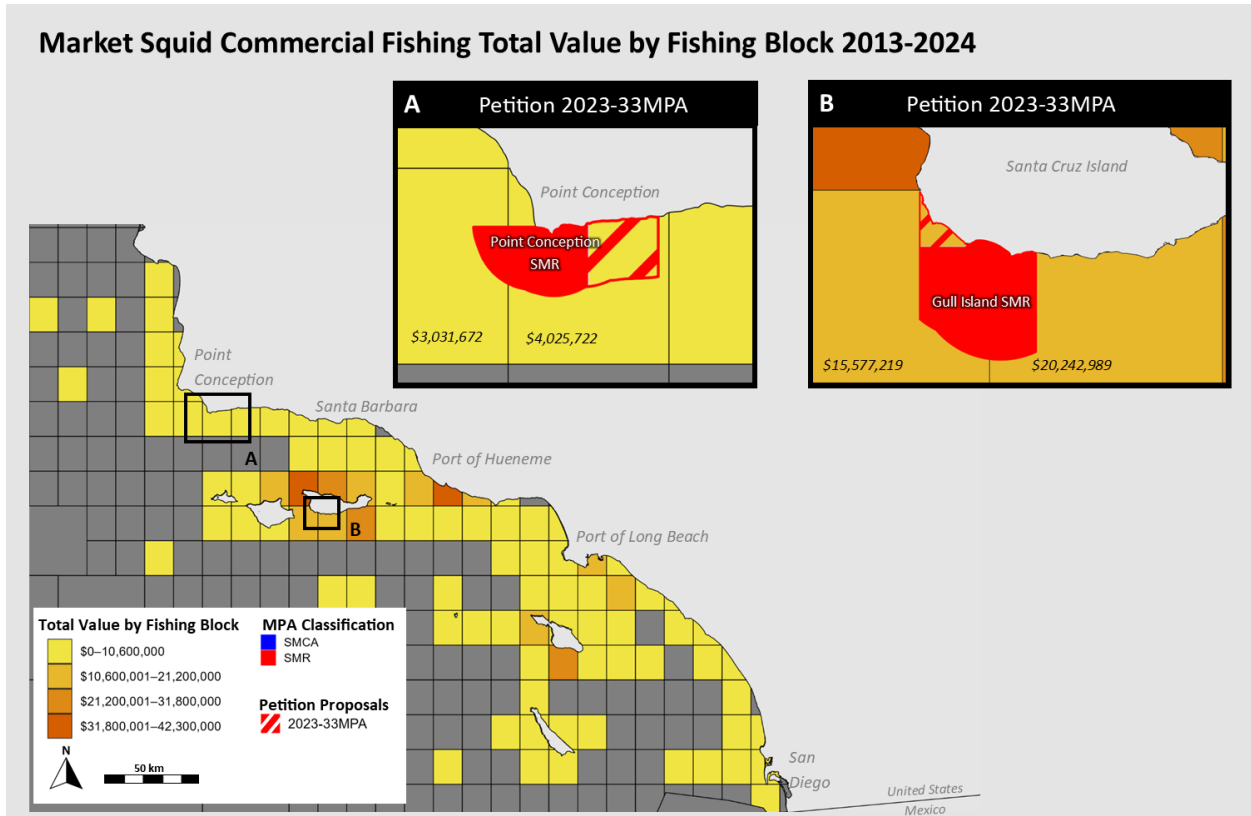 Market Squid Commercial Fishing Total Value by Fishing Block 2013-2024
A Petition 2023-33MPA
Point Conception
Point Conception
SMR
$3,031,672
$4,025,722
B Petition 2023-33MPA
Santa Cruz Island
Gull Island SMR
$15,577,219
$20,242,989
Point
Conception
Santa Barbara
A
Port of Hueneme
B
Port of Long Beach
San
Diego
United States
Mexico
Total Value by Fishing Block
$0–10,600,000
$10,600,001–21,200,000
$21,200,001–31,800,000
$31,800,001–42,300,000
N
50 km
MPA Classification
SMCA
SMR
Petition Proposals
2023-33MPA